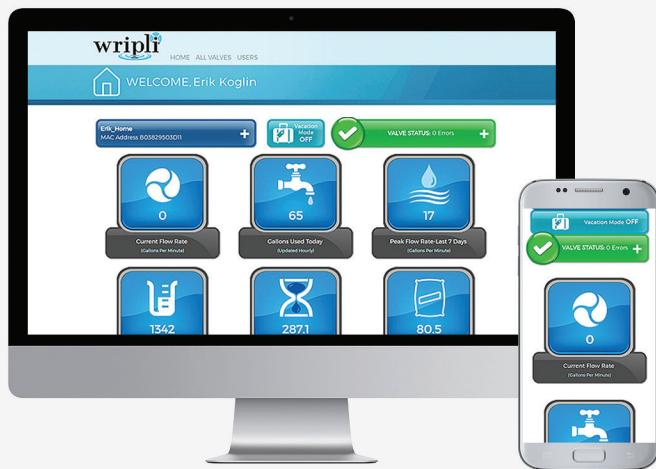 wripli
HOME ALL VALVES USERS
WELCOME, Erik Koglin
Erik_Home
MAC Address B03829503D11
+
Vacation
Mode
OFF
VALVE STATUS: 0 Errors
+
0
Current Flow Rate
(Gallons Per Minute)
65
Gallons Used Today
(Updated Hourly)
17
Peak Flow Rate-Last 7 Days
(Gallons Per Minute)
1342
287.1
80.5
Vacation Mode OFF
VALVE STATUS: 0 Errors +
0
Current Flow Rate
(Gallons Per Minute)